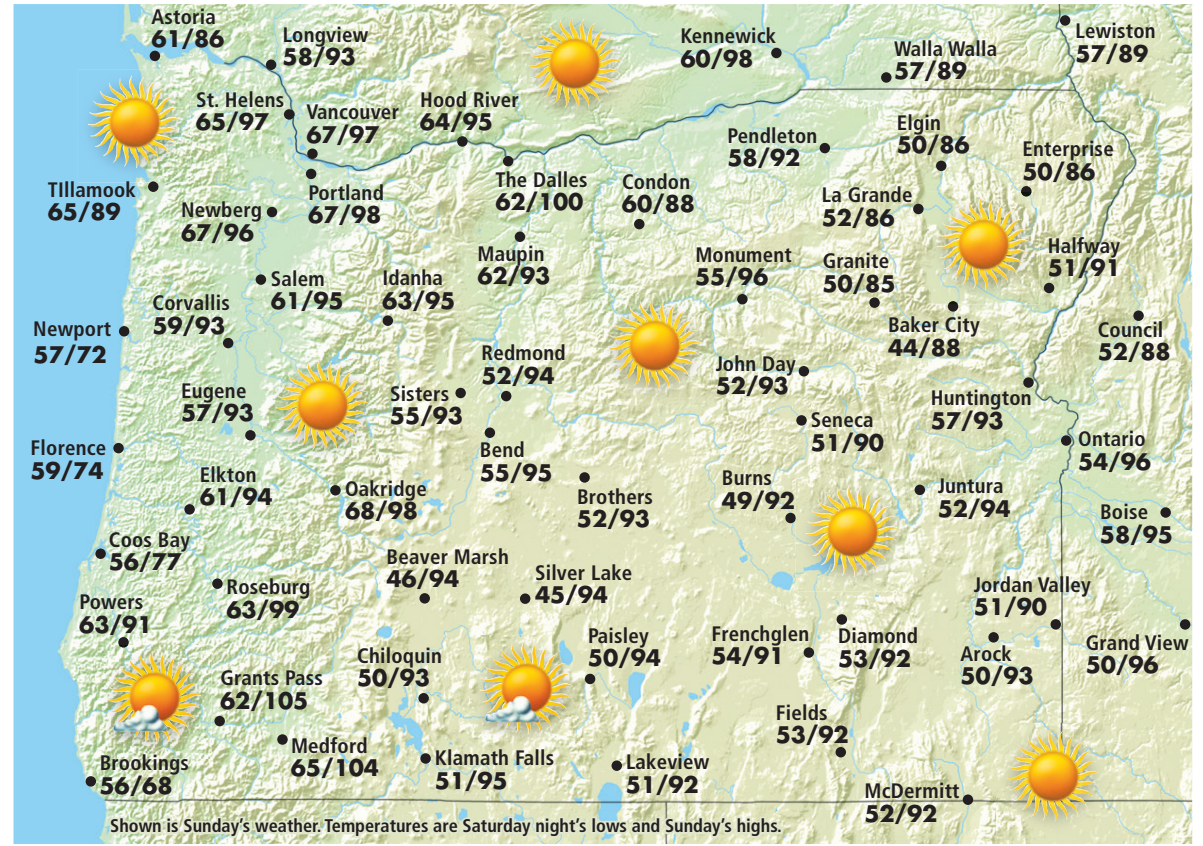 Astoria
61/86
Longview
58/93
Kennewick
60/98
Walla Walla
57/89
Lewiston
57/89
St. Helens
65/97
Vancouver
67/97
Hood River
64/95
Pendleton
58/92
Elgin
50/86
Enterprise
50/86
TIllamook
65/89
Newberg
67/96
Portland
67/98
The Dalles
62/100
Condon
60/88
La Grande
52/86
Maupin
62/93
Monument
55/96
Granite
50/85
Halfway
51/91
Salem
61/95
Idanha
63/95
Corvallis
59/93
Newport
57/72
Baker City
44/88
Council
52/88
Redmond
52/94
John Day
52/93
Eugene
57/93
Sisters
55/93
Huntington
57/93
Seneca
51/90
Florence
59/74
Bend
55/95
Ontario
54/96
Elkton
61/94
Oakridge
68/98
Brothers
52/93
Burns
49/92
Juntura
52/94
Boise
58/95
Coos Bay
56/77
Beaver Marsh
46/94
Silver Lake
45/94
Roseburg
63/99
Jordan Valley
51/90
Powers
63/91
Paisley
50/94
Frenchglen
54/91
Diamond
53/92
Arock
50/93
Grand View
50/96
Chiloquin
50/93
Grants Pass
62/105
Fields
53/92
Medford
65/104
Brookings
56/68
Klamath Falls
51/95
Lakeview
51/92
McDermitt
52/92
Shown is Sunday's weather. Temperatures are Saturday night's lows and Sunday's highs.